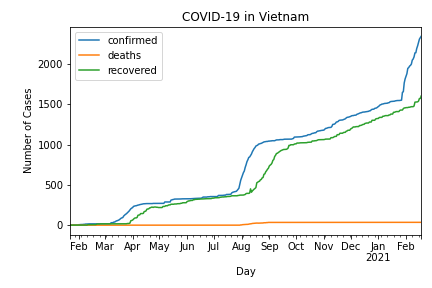 COVID-19 in Vietnam
confirmed
deaths
recovered
Number of Cases
2000
1500
1000
500
0
Feb Mar Apr May Jun Jul Aug Sep Oct Nov Dec Jan Feb
2021
Day